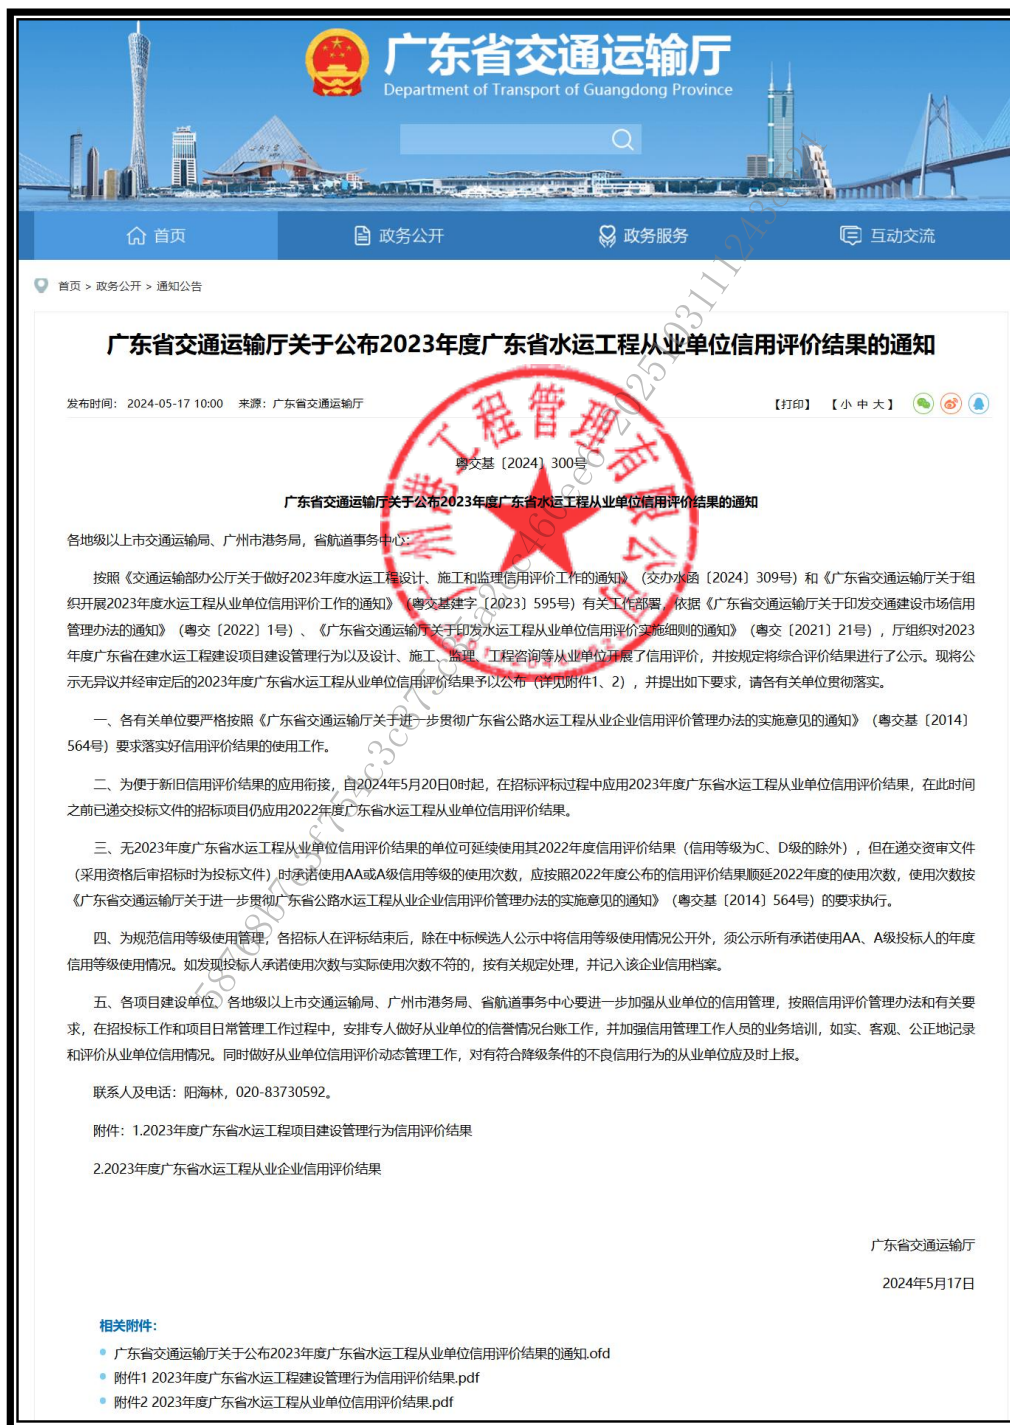 广东省交通运输厅
Department of Transport of Guangdong Province
首页
政务公开
政务服务
互动交流
首页 > 政务公开 > 通知公告
广东省交通运输厅关于公布2023年度广东省水运工程从业单位信用评价结果的通知
发布时间： 2024-05-17 10:00 来源：广东省交通运输厅
【打印】 【小 中 大】
粤交基〔2024〕300号
广东省交通运输厅关于公布2023年度广东省水运工程从业单位信用评价结果的通知
各地级以上市交通运输局、广州市港务局，省航道事务中心：
按照《交通运输部办公厅关于做好2023年度水运工程设计、施工和监理信用评价工作的通知》（交办水函〔2024〕309号）和《广东省交通运输厅关于组
织开展2023年度水运工程从业单位信用评价工作的通知》（粤交基建字〔2023〕595号）有关工作部署，依据《广东省交通运输厅关于印发交通建设市场信用
管理办法的通知》（粤交〔2022〕1号）、《广东省交通运输厅关于印发水运工程从业单位信用评价实施细则的通知》（粤交〔2021〕21号），厅组织对2023
年度广东省在建水运工程建设项目建设管理行为以及设计、施工、监理、工程咨询等从业单位开展了信用评价，并按规定将综合评价结果进行了公示。现将公
示无异议并经审定后的2023年度广东省水运工程从业单位信用评价结果予以公布（详见附件1、2），并提出如下要求，请各有关单位贯彻落实。
一、各有关单位要严格按照《广东省交通运输厅关于进一步贯彻广东省公路水运工程从业企业信用评价管理办法的实施意见的通知》（粤交基〔2014〕
564号）要求落实好信用评价结果的使用工作。
二、为便于新旧信用评价结果的应用衔接，自2024年5月20日0时起，在招标评标过程中应用2023年度广东省水运工程从业单位信用评价结果，在此时间
之前已递交投标文件的招标项目仍应用2022年度广东省水运工程从业单位信用评价结果。
三、无2023年度广东省水运工程从业单位信用评价结果的单位可延续使用其2022年度信用评价结果（信用等级为C、D级的除外），但在递交资审文件
（采用资格后审招标时为投标文件）时承诺使用AA或A级信用等级的使用次数，应按照2022年度公布的信用评价结果顺延2022年度的使用次数，使用次数按
《广东省交通运输厅关于进一步贯彻广东省公路水运工程从业企业信用评价管理办法的实施意见的通知》（粤交基〔2014〕564号）的要求执行。
四、为规范信用等级使用管理，各招标人在评标结束后，除在中标候选人公示中将信用等级使用情况公开外，须公示所有承诺使用AA、A级投标人的年度
信用等级使用情况。如发现投标人承诺使用次数与实际使用次数不符的，按有关规定处理，并记入该企业信用档案。
五、各项目建设单位、各地级以上市交通运输局、广州市港务局、省航道事务中心要进一步加强从业单位的信用管理，按照信用评价管理办法和有关要
求，在招投标工作和项目日常管理工作过程中，安排专人做好从业单位的信誉情况台账工作，并加强信用管理工作人员的业务培训，如实、客观、公正地记录
和评价从业单位信用情况。同时做好从业单位信用评价动态管理工作，对有符合降级条件的不良信用行为的从业单位应及时上报。
联系人及电话：阳海林，020-83730592。
附件：1.2023年度广东省水运工程项目建设管理行为信用评价结果
2.2023年度广东省水运工程从业企业信用评价结果
广东省交通运输厅
2024年5月17日
相关附件：
广东省交通运输厅关于公布2023年度广东省水运工程从业单位信用评价结果的通知.ofd
附件1 2023年度广东省水运工程建设管理行为信用评价结果.pdf
附件2 2023年度广东省水运工程从业单位信用评价结果.pdf
广州港工程管理有限公司